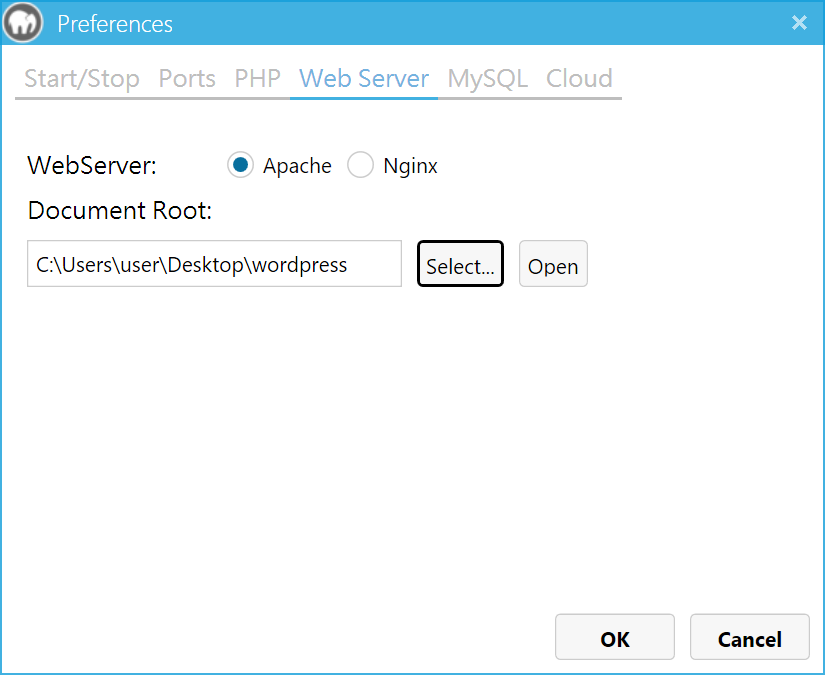 Preferences
Start/Stop Ports PHP Web Server MySQL Cloud
WebServer: Apache Nginx
Document Root:
C:\Users\user\Desktop\wordpress Select... Open
OK Cancel